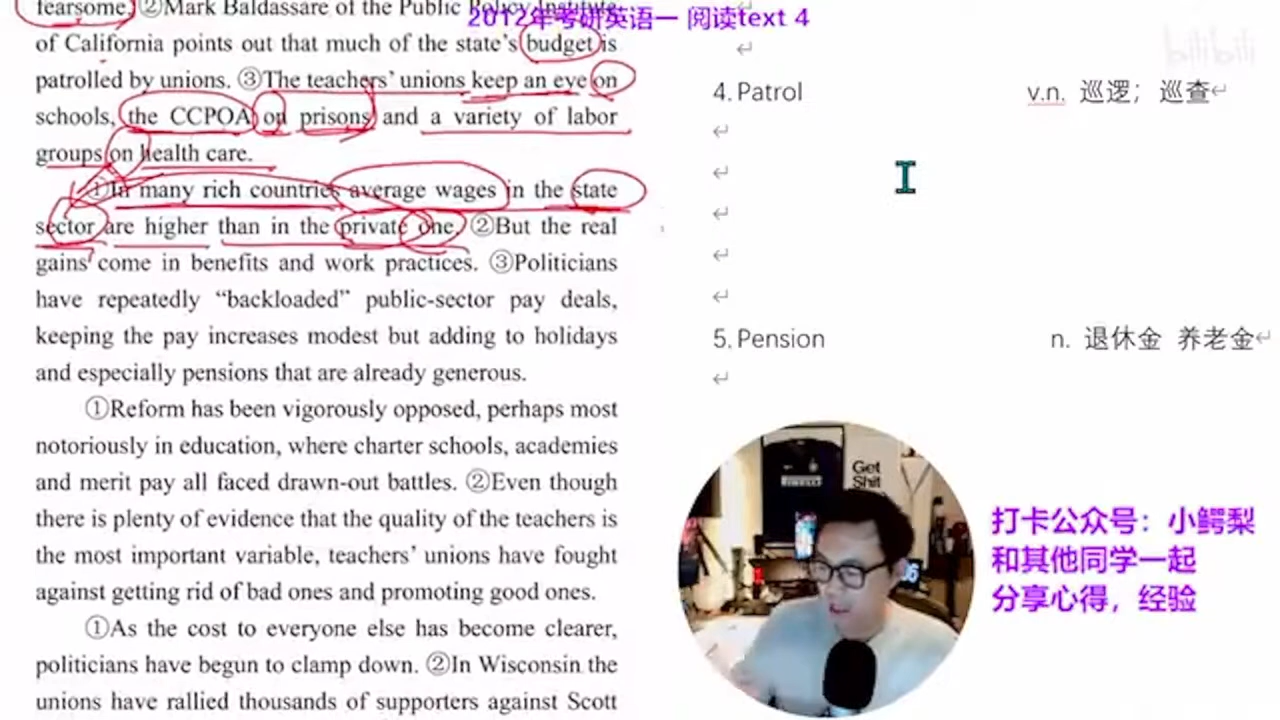 fearsome. ②Mark Baldassare of the Public Policy Institute
2012年考研英语一 阅读text 4
of California points out that much of the state's budget is
patrolled by unions. ③The teachers' unions keep an eye on
schools, the CCPOA on prisons and a variety of labor
groups on health care.
①In many rich countries average wages in the state
sector are higher than in the private one. ②But the real
gains come in benefits and work practices. ③Politicians
have repeatedly “backloaded” public-sector pay deals,
keeping the pay increases modest but adding to holidays
and especially pensions that are already generous.
①Reform has been vigorously opposed, perhaps most
notoriously in education, where charter schools, academies
and merit pay all faced drawn-out battles. ②Even though
there is plenty of evidence that the quality of the teachers is
the most important variable, teachers' unions have fought
against getting rid of bad ones and promoting good ones.
①As the cost to everyone else has become clearer,
politicians have begun to clamp down. ②In Wisconsin the
unions have rallied thousands of supporters against Scott
bilibili
4. Patrol v.n. 巡逻；巡查
5. Pension n. 退休金 养老金
Get
Shit
PIRELLI
打卡公众号：小鳄梨
和其他同学一起
分享心得，经验